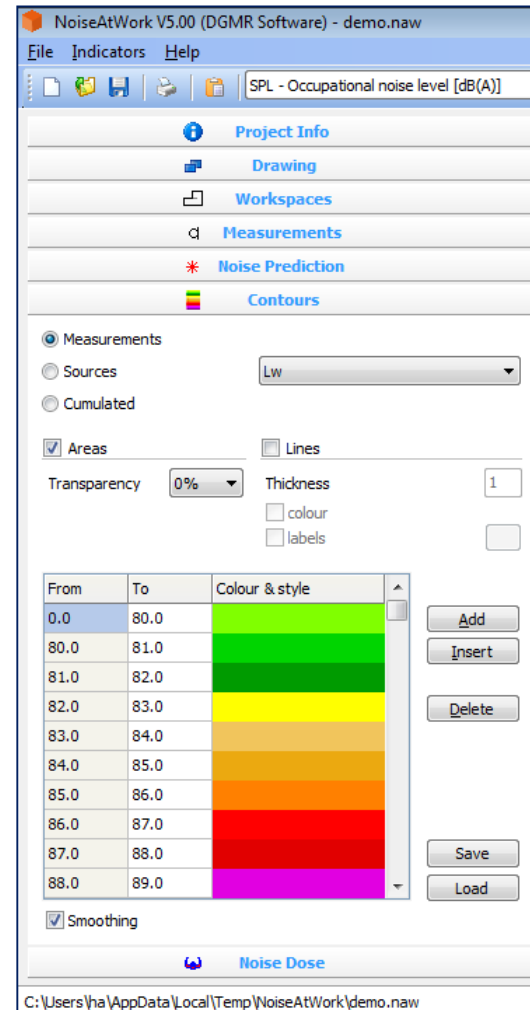 NoiseAtWork V5.00 (DGMR Software) - demo.naw
File Indicators Help
SPL - Occupational noise level [dB(A)]
Project Info
Drawing
Workspaces
Measurements
Noise Prediction
Contours
Measurements
Sources Lw
Cumulated
Areas Lines
Transparency 0% Thickness 1
colour
labels
From To Colour & style
0.0 80.0 Add
80.0 81.0 Insert
81.0 82.0
82.0 83.0 Delete
83.0 84.0
84.0 85.0
85.0 86.0
86.0 87.0
87.0 88.0 Save
88.0 89.0 Load
Smoothing
Noise Dose
C:\Users\ha\AppData\Local\Temp\NoiseAtWork\demo.naw